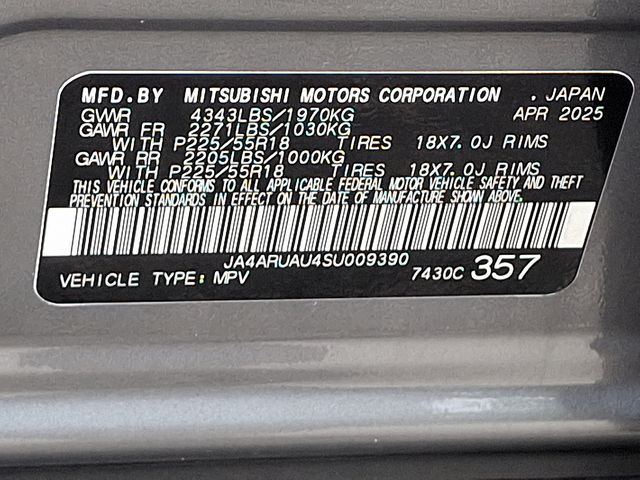 MFD.BY MITSUBISHI MOTORS CORPORATION . JAPAN
GVWR 4343LBS/1970KG APR 2025
GAWR FR 2271LBS/1030KG
WITH P225/55R18 TIRES 18X7.0J RIMS
GAWR RR 2205LBS/1000KG
WITH P225/55R18 TIRES 18X7.0J RIMS
THIS VEHICLE CONFORMS TO ALL APPLICABLE FEDERAL MOTOR VEHICLE SAFETY AND THEFT
PREVENTION STANDARDS IN EFFECT ON THE DATE OF MANUFACTURE SHOWN ABOVE.
JA4ARUAU4SU009390
VEHICLE TYPE: MPV 7430C 357